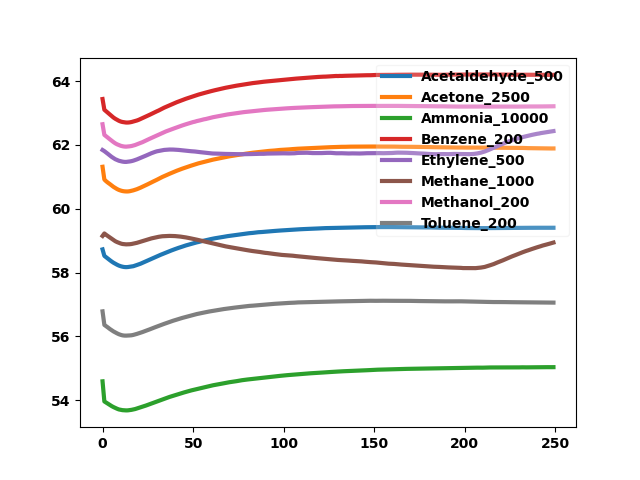 64
62
60
58
56
54
0
50
100
150
200
250
Acetaldehyde_500
Acetone_2500
Ammonia_10000
Benzene_200
Ethylene_500
Methane_1000
Methanol_200
Toluene_200